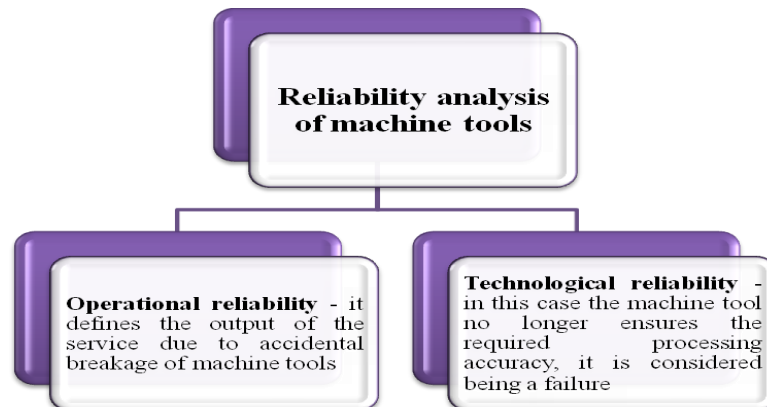 Reliability analysis
of machine tools
Operational reliability - it
defines the output of the
service due to accidental
breakage of machine tools
Technological reliability -
in this case the machine tool
no longer ensures the
required processing
accuracy, it is considered
being a failure